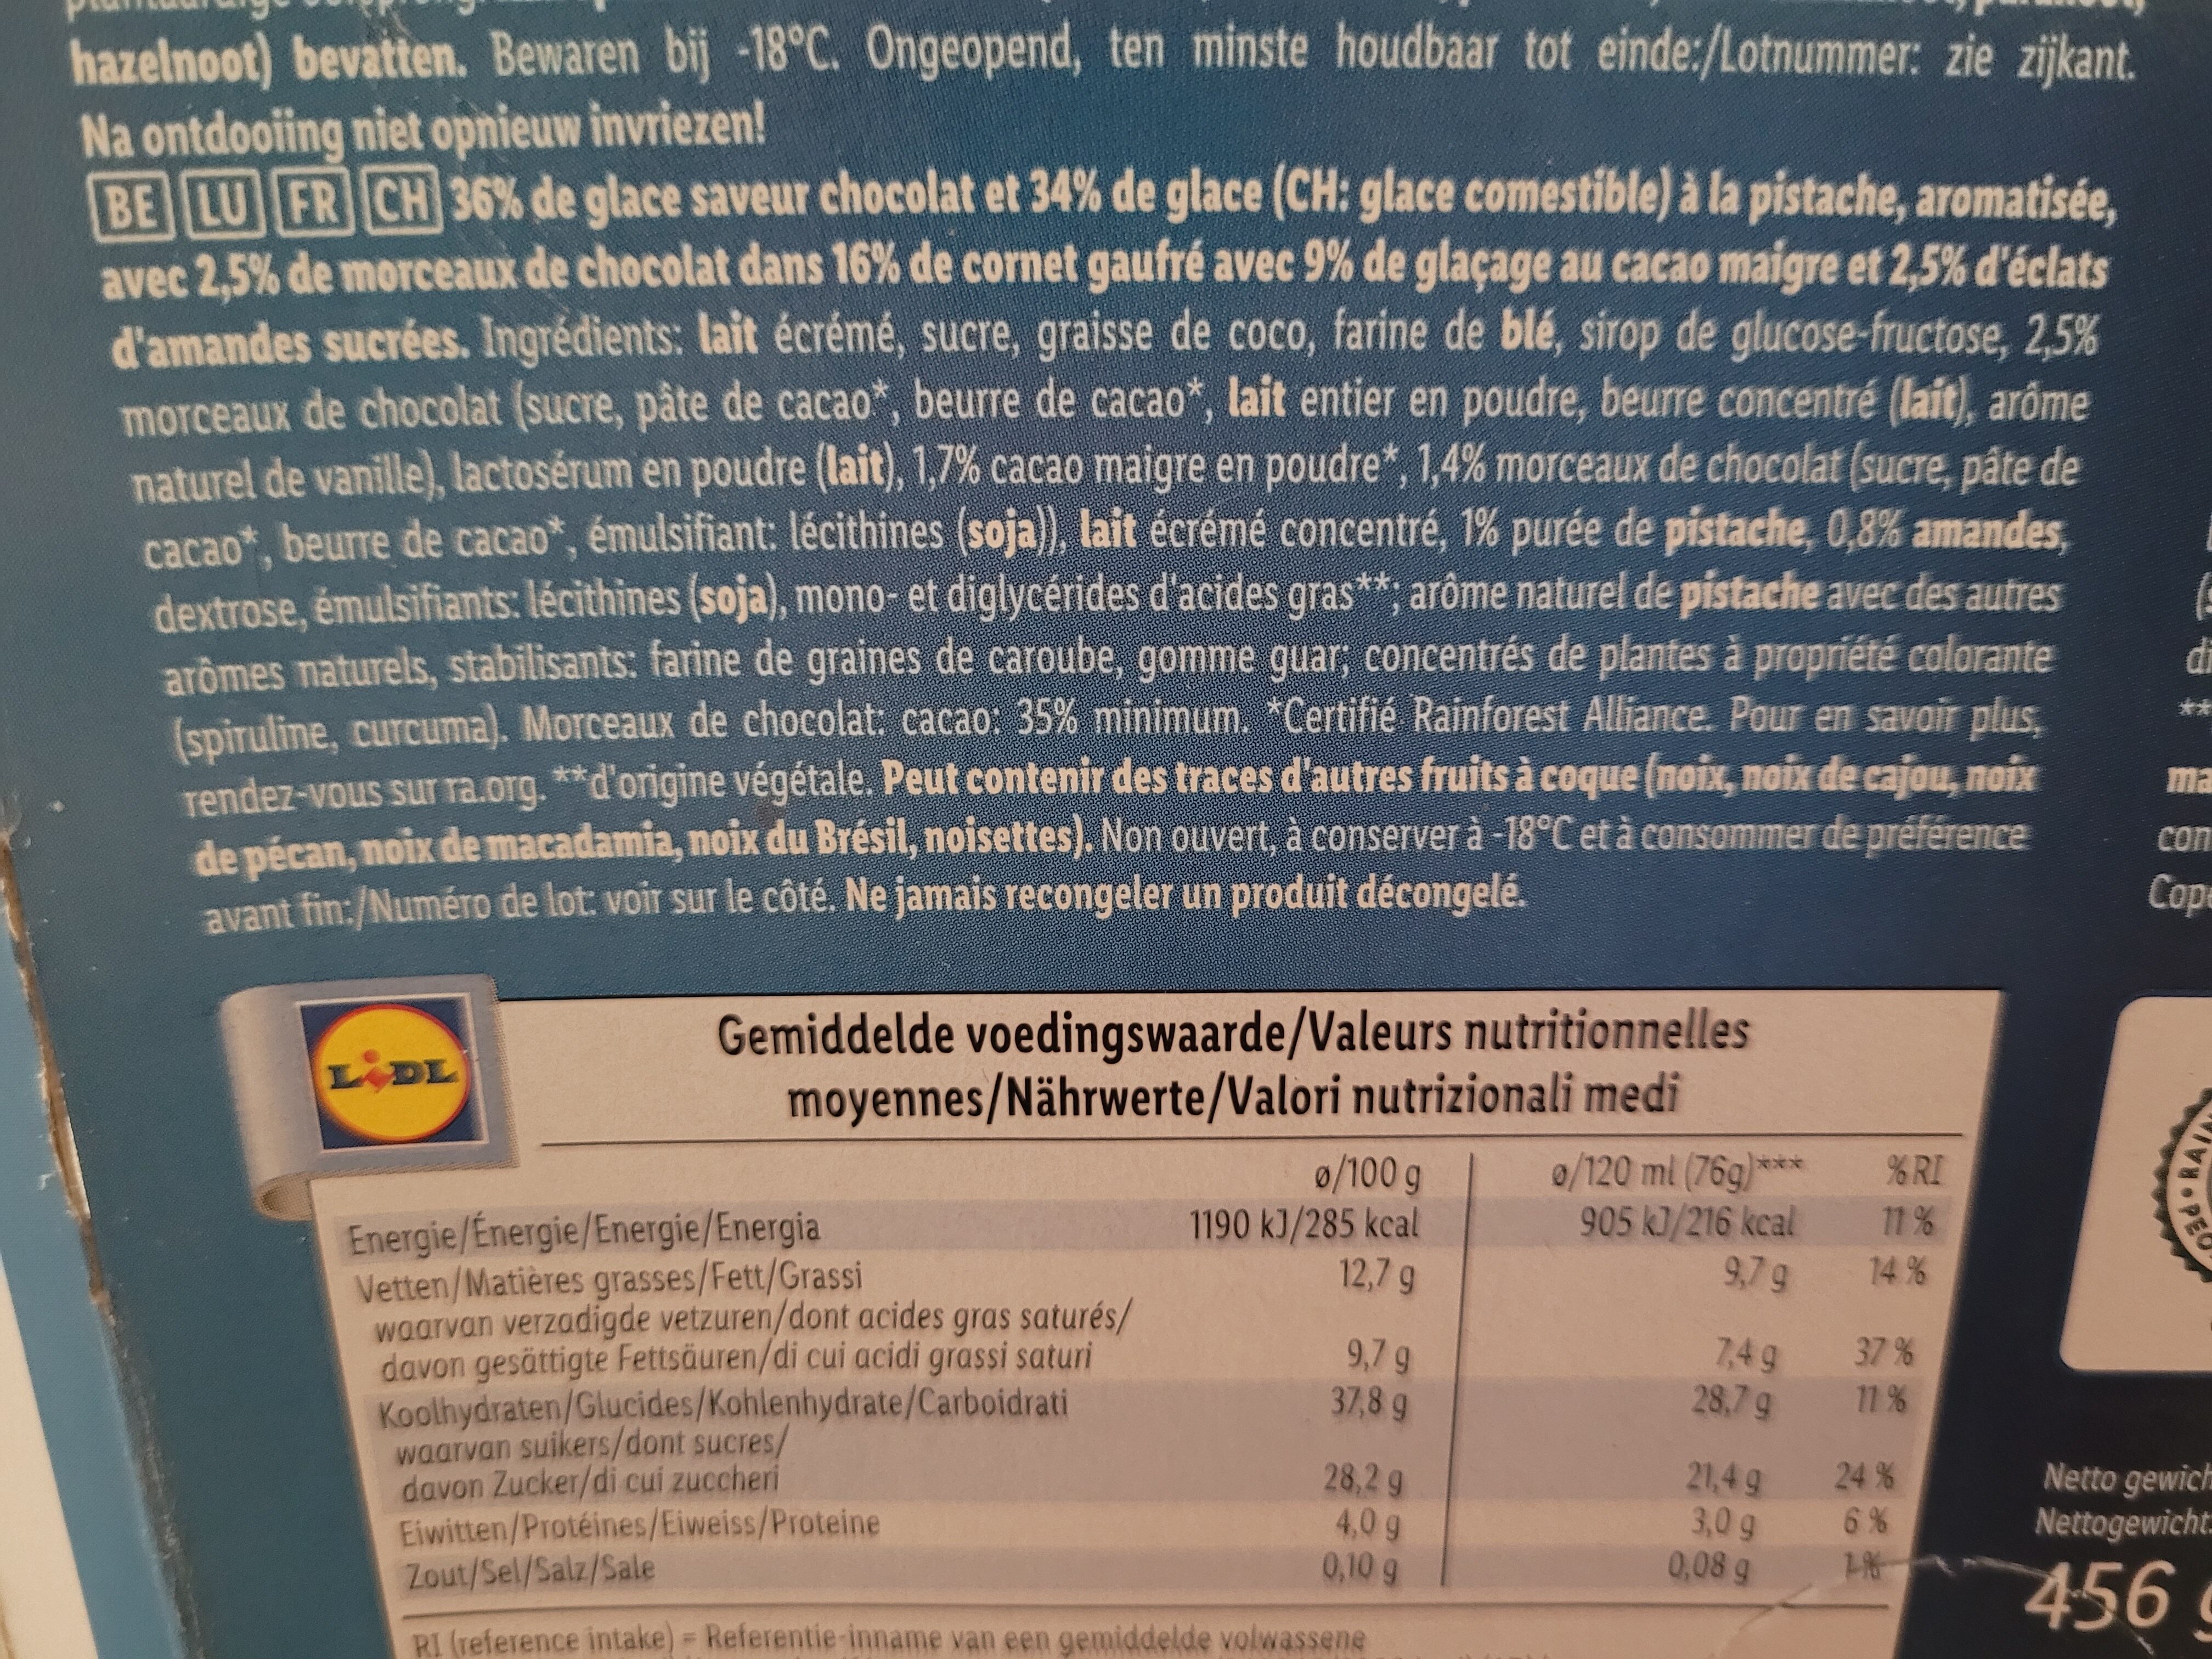 hazelnoot) bevatten. Bewaren bij -18°C. Ongeopend, ten minste houdbaar tot einde:/Lotnummer: zie zijkant.
Na ontdooiing niet opnieuw invriezen!
BE LU FR CH 36% de glace saveur chocolat et 34% de glace (CH: glace comestible) à la pistache, aromatisée,
avec 2,5% de morceaux de chocolat dans 16% de cornet gaufré avec 9% de glaçage au cacao maigre et 2,5% d'éclats
d'amandes sucrées. Ingrédients: lait écrémé, sucre, graisse de coco, farine de blé, sirop de glucose-fructose, 2,5%
morceaux de chocolat (sucre, pâte de cacao*, beurre de cacao*, lait entier en poudre, beurre concentré (lait), arôme
naturel de vanille), lactosérum en poudre (lait), 1,7% cacao maigre en poudre*, 1,4% morceaux de chocolat (sucre, pâte de
cacao*, beurre de cacao*, émulsifiant: lécithines (soja)), lait écrémé concentré, 1% purée de pistache, 0,8% amandes,
dextrose, émulsifiants: lécithines (soja), mono- et diglycérides d'acides gras**; arôme naturel de pistache avec des autres
arômes naturels, stabilisants: farine de graines de caroube, gomme guar; concentrés de plantes à propriété colorante
(spiruline, curcuma). Morceaux de chocolat: cacao: 35% minimum. *Certifié Rainforest Alliance. Pour en savoir plus,
rendez-vous sur ra.org. **d'origine végétale. Peut contenir des traces d'autres fruits à coque (noix, noix de cajou, noix
de pécan, noix de macadamia, noix du Brésil, noisettes). Non ouvert, à conserver à -18°C et à consommer de préférence
avant fin:/Numéro de lot: voir sur le côté. Ne jamais recongeler un produit décongelé.
LIDL
Gemiddelde voedingswaarde/Valeurs nutritionnelles
moyennes/Nährwerte/Valori nutrizionali medi
ø/100 g ø/120 ml (76g)*** %RI
Energie/Énergie/Energie/Energia 1190 kJ/285 kcal 905 kJ/216 kcal 11 %
Vetten/Matières grasses/Fett/Grassi 12,7 g 9,7 g 14 %
waarvan verzadigde vetzuren/dont acides gras saturés/
davon gesättigte Fettsäuren/di cui acidi grassi saturi 9,7 g 7,4 g 37 %
Koolhydraten/Glucides/Kohlenhydrate/Carboidrati 37,8 g 28,7 g 11 %
waarvan suikers/dont sucres/
davon Zucker/di cui zuccheri 28,2 g 21,4 g 24 %
Eiwitten/Protéines/Eiweiss/Proteine 4,0 g 3,0 g 6 %
Zout/Sel/Salz/Sale 0,10 g 0,08 g 1 %
RI (reference intake) = Referentie-inname van een gemiddelde volwassene
Netto gewich
Nettogewicht:
456 g